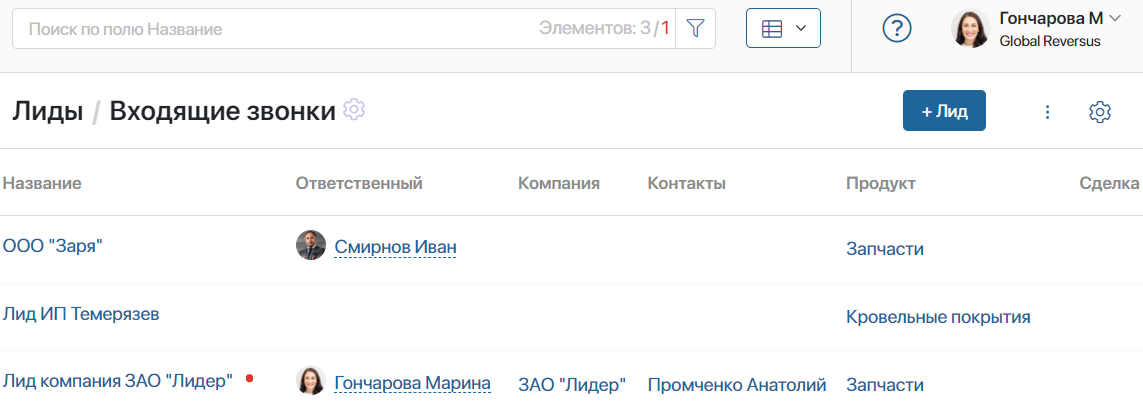 Поиск по полю Название Элементов: 3/1
Гончарова М
Global Reversus
Лиды / Входящие звонки + Лид
Название Ответственный Компания Контакты Продукт Сделка
ООО "Заря" Смирнов Иван Запчасти
Лид ИП Темерязев Кровельные покрытия
Лид компания ЗАО "Лидер" Гончарова Марина ЗАО "Лидер" Промченко Анатолий Запчасти